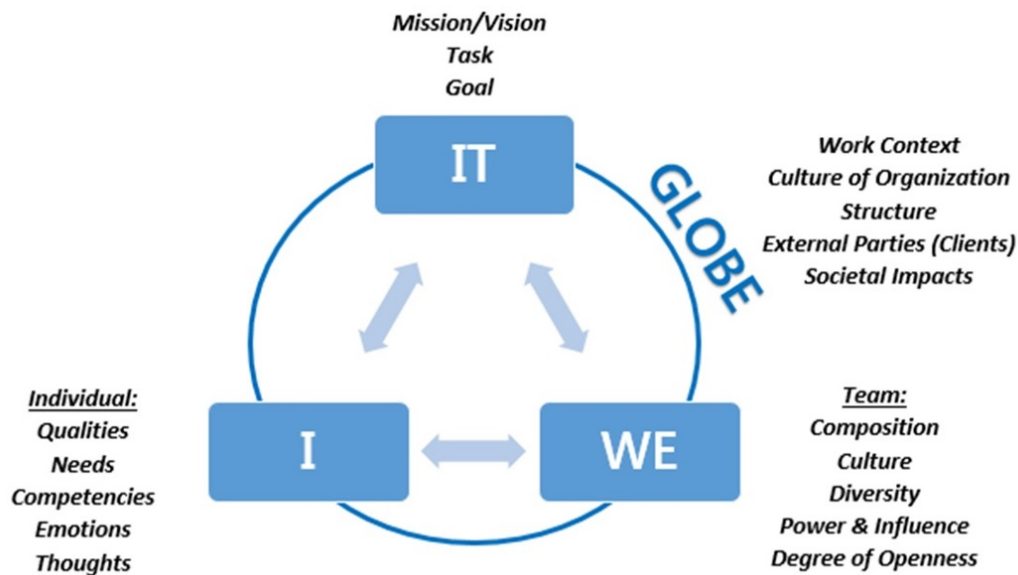 Mission/Vision
Task
Goal
IT
GLOBE
Work Context
Culture of Organization
Structure
External Parties (Clients)
Societal Impacts
Individual:
Qualities
Needs
Competencies
Emotions
Thoughts
I
WE
Team:
Composition
Culture
Diversity
Power & Influence
Degree of Openness